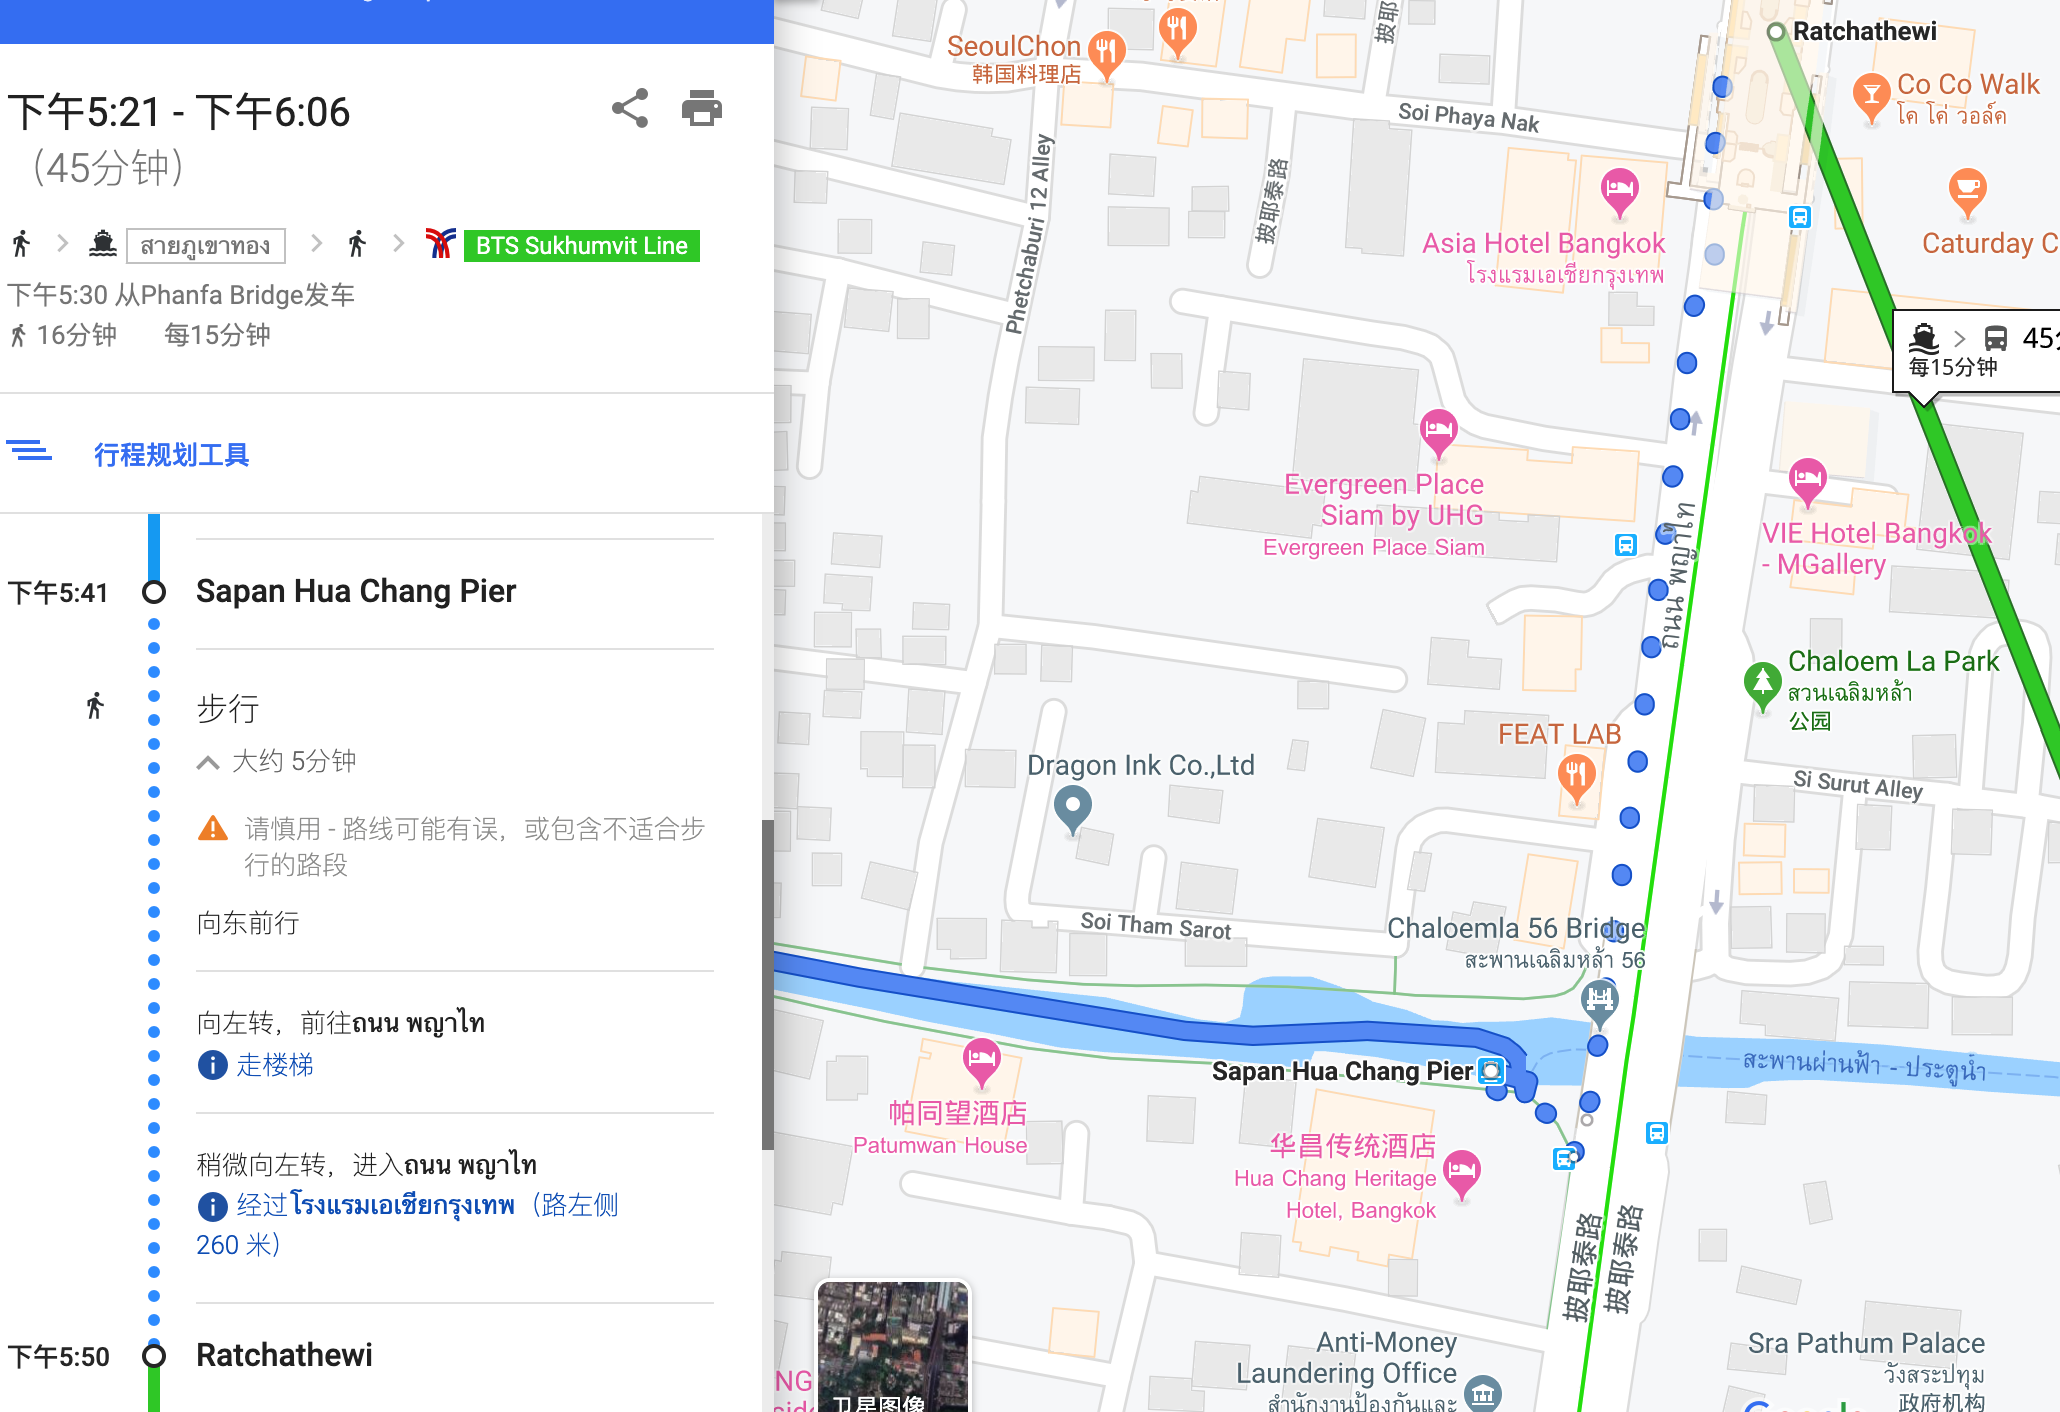 下午5:21 - 下午6:06
（45分钟）
สายภูเขาทอง
BTS Sukhumvit Line
下午5:30 从Phanfa Bridge发车
16分钟 每15分钟
行程规划工具
下午5:41 Sapan Hua Chang Pier
步行
大约 5分钟
请慎用 - 路线可能有误，或包含不适合步
行的路段
向东前行
向左转，前往ถนน พญาไท
走楼梯
稍微向左转，进入ถนน พญาไท
经过โรงแรมเอเชียกรุงเทพ（路左侧
260 米）
下午5:50 Ratchathewi
SeoulChon
韩国料理店
披耶
Ratchathewi
Co Co Walk
โค โค่ วอล์ค
Soi Phaya Nak
Phetchaburi 12 Alley
披耶泰路
Asia Hotel Bangkok
โรงแรมเอเชียกรุงเทพ
Caturday C
45
每15分钟
Evergreen Place
Siam by UHG
Evergreen Place Siam
ถนน พญาไท
VIE Hotel Bangkok
- MGallery
Chaloem La Park
สวนเฉลิมหล้า
公园
FEAT LAB
Dragon Ink Co.,Ltd
Si Surut Alley
Soi Tham Sarot
Chaloemla 56 Bridge
สะพานเฉลิมหล้า 56
Sapan Hua Chang Pier
สะพานผ่านฟ้า - ประตูน้ำ
帕同望酒店
Patumwan House
华昌传统酒店
Hua Chang Heritage
Hotel, Bangkok
披耶泰路
披耶泰路
Anti-Money
Laundering Office
สำนักงานป้องกันและ
Sra Pathum Palace
วังสระปทุม
政府机构
卫星图像